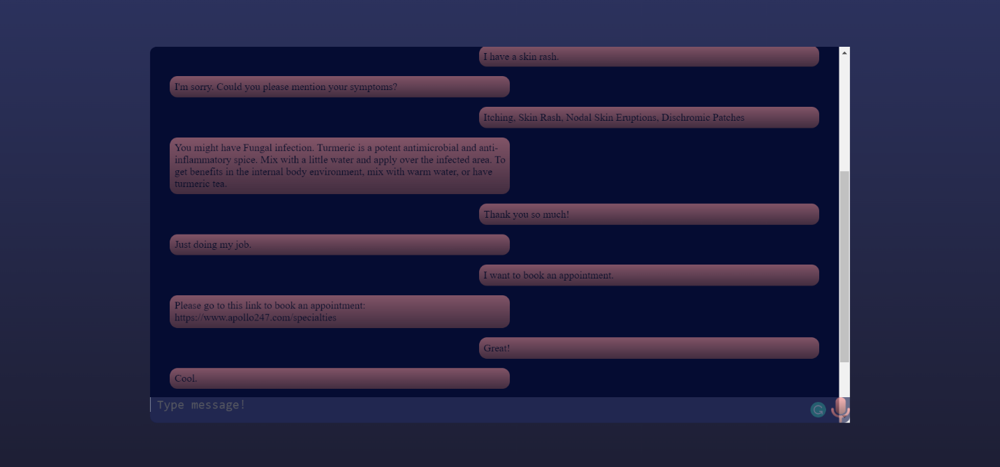 I have a skin rash.
I'm sorry. Could you please mention your symptoms?
Itching, Skin Rash, Nodal Skin Eruptions, Dischromic Patches
You might have Fungal infection. Turmeric is a potent antimicrobial and anti-
inflammatory spice. Mix with a little water and apply over the infected area. To
get benefits in the internal body environment, mix with warm water, or have
turmeric tea.
Thank you so much!
Just doing my job.
I want to book an appointment.
Please go to this link to book an appointment:
https://www.apollo247.com/specialties
Great!
Cool.
Type message!